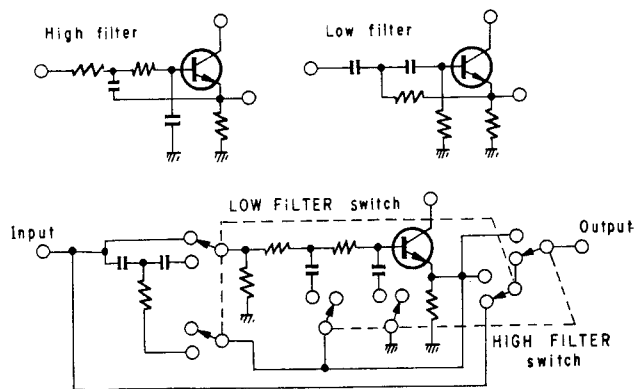 High filter
Low filter
LOW FILTER switch
Input
Output
HIGH FILTER
switch